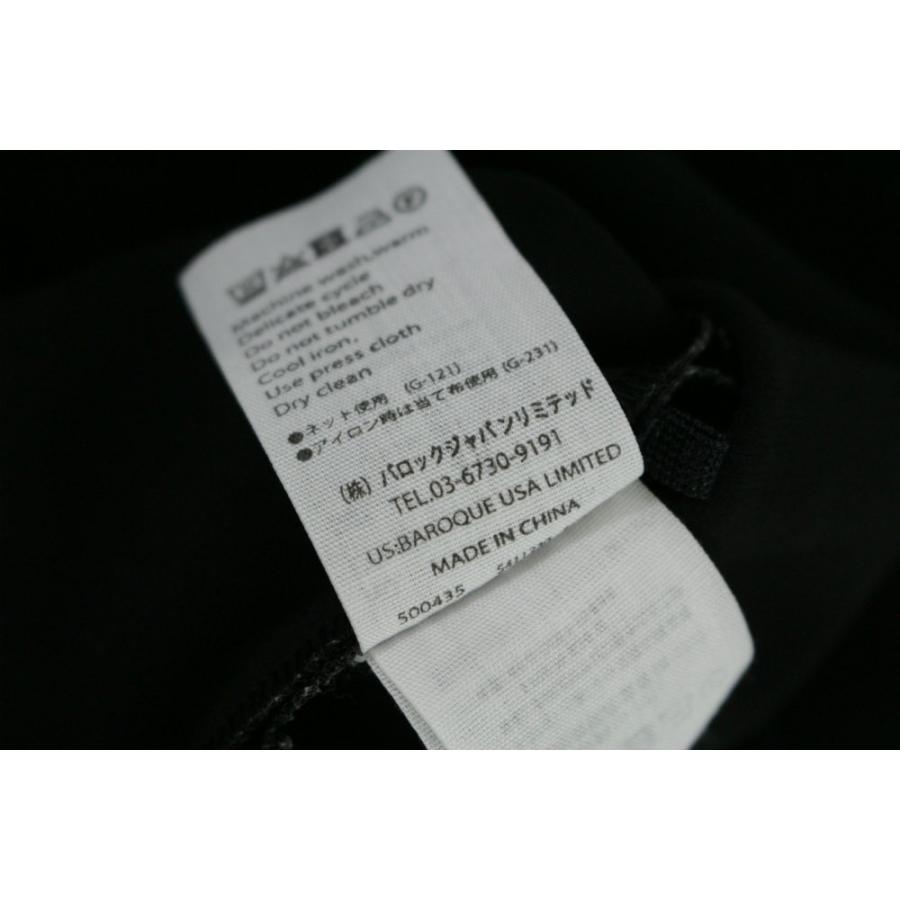 Machine wash,warm
Delicate cycle
Do not bleach
Do not tumble dry
Cool iron,
Use press cloth
Dry clean
●ネット使用 (G-121)
●アイロン時は当て布使用 (G-231)
(株) バロックジャパンリミテッド
TEL.03-6730-9191
US:BAROQUE USA LIMITED
MADE IN CHINA
500435